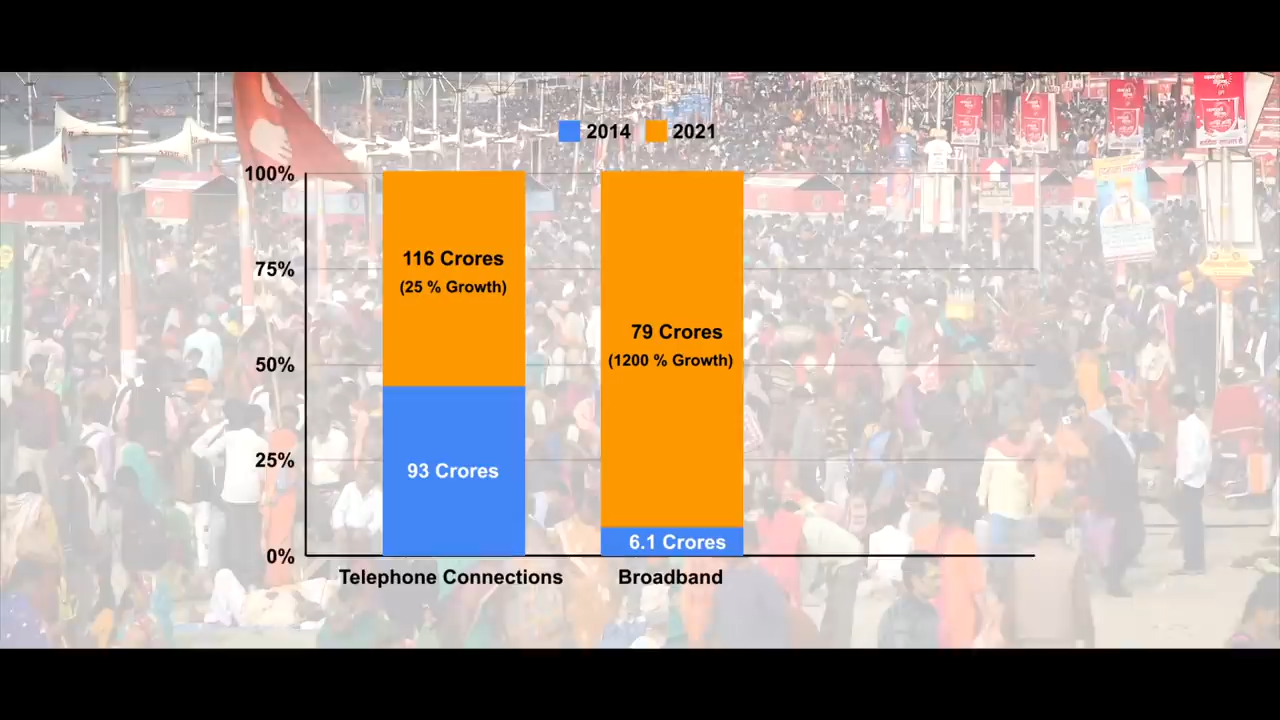 2014 2021
100%
75%
50%
25%
0%
116 Crores
(25 % Growth)
93 Crores
79 Crores
(1200 % Growth)
6.1 Crores
Telephone Connections Broadband